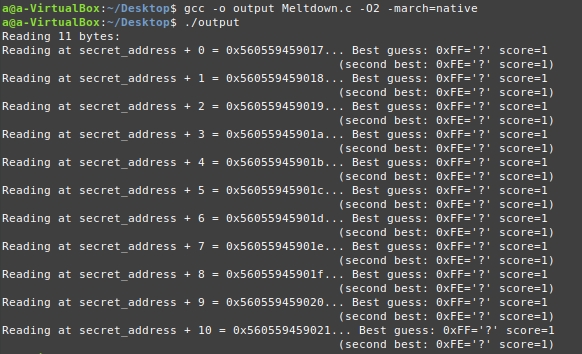 a@a-VirtualBox:~/Desktop$ gcc -o output Meltdown.c -O2 -march=native
a@a-VirtualBox:~/Desktop$ ./output
Reading 11 bytes:
Reading at secret_address + 0 = 0x560559459017... Best guess: 0xFF='?' score=1
(second best: 0xFE='?' score=1)
Reading at secret_address + 1 = 0x560559459018... Best guess: 0xFF='?' score=1
(second best: 0xFE='?' score=1)
Reading at secret_address + 2 = 0x560559459019... Best guess: 0xFF='?' score=1
(second best: 0xFE='?' score=1)
Reading at secret_address + 3 = 0x56055945901a... Best guess: 0xFF='?' score=1
(second best: 0xFE='?' score=1)
Reading at secret_address + 4 = 0x56055945901b... Best guess: 0xFF='?' score=1
(second best: 0xFE='?' score=1)
Reading at secret_address + 5 = 0x56055945901c... Best guess: 0xFF='?' score=1
(second best: 0xFE='?' score=1)
Reading at secret_address + 6 = 0x56055945901d... Best guess: 0xFF='?' score=1
(second best: 0xFE='?' score=1)
Reading at secret_address + 7 = 0x56055945901e... Best guess: 0xFF='?' score=1
(second best: 0xFE='?' score=1)
Reading at secret_address + 8 = 0x56055945901f... Best guess: 0xFF='?' score=1
(second best: 0xFE='?' score=1)
Reading at secret_address + 9 = 0x560559459020... Best guess: 0xFF='?' score=1
(second best: 0xFE='?' score=1)
Reading at secret_address + 10 = 0x560559459021... Best guess: 0xFF='?' score=1
(second best: 0xFE='?' score=1)